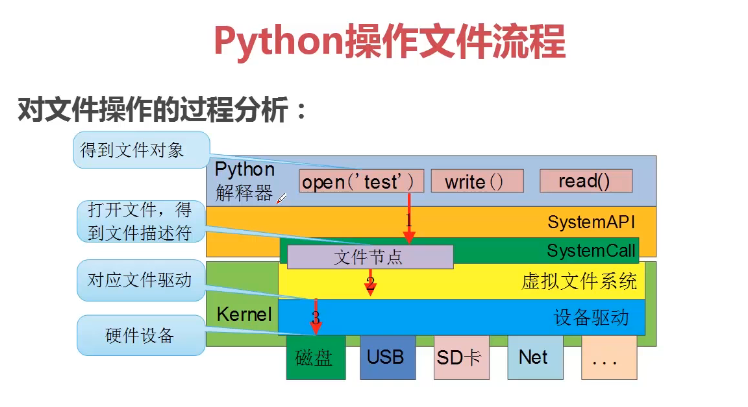 Python操作文件流程
对文件操作的过程分析：
得到文件对象
Python
解释器
open('test')
write()
read()
打开文件，得
到文件描述符
1
SystemAPI
SystemCall
文件节点
对应文件驱动
2
虚拟文件系统
Kernel
3
设备驱动
硬件设备
磁盘
USB
SD卡
Net
...